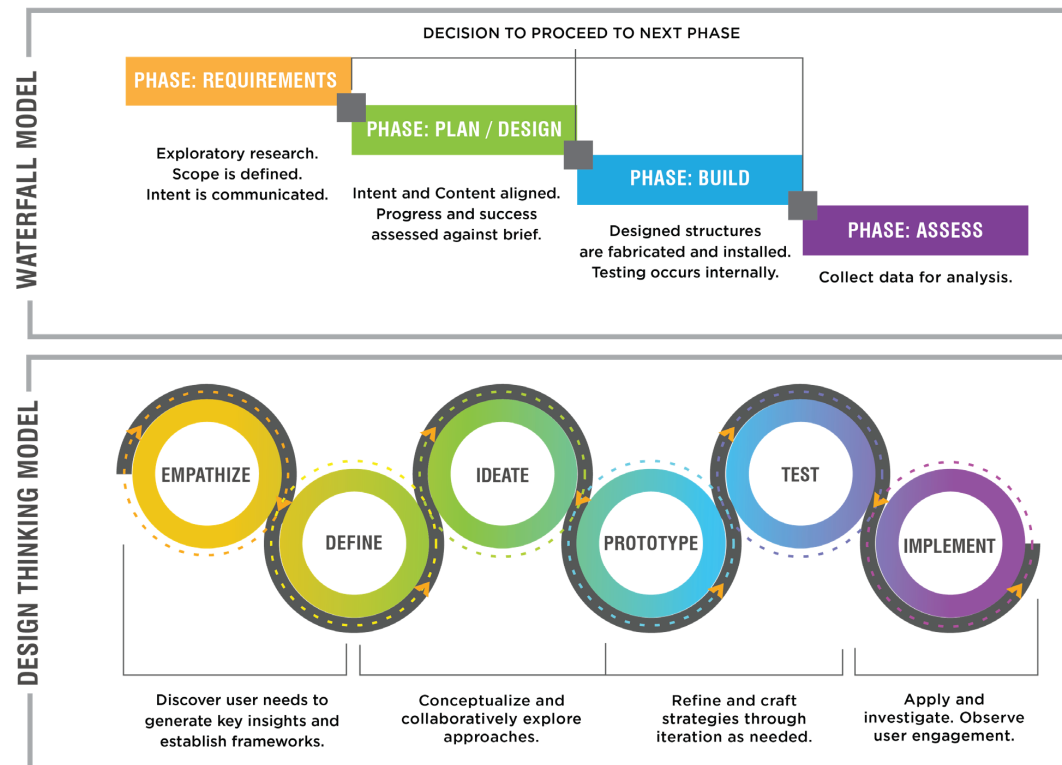 WATERFALL MODEL
DECISION TO PROCEED TO NEXT PHASE
PHASE: REQUIREMENTS
Exploratory research.
Scope is defined.
Intent is communicated.
PHASE: PLAN / DESIGN
Intent and Content aligned.
Progress and success
assessed against brief.
PHASE: BUILD
Designed structures
are fabricated and installed.
Testing occurs internally.
PHASE: ASSESS
Collect data for analysis.
DESIGN THINKING MODEL
EMPATHIZE
DEFINE
IDEATE
PROTOTYPE
TEST
IMPLEMENT
Discover user needs to
generate key insights and
establish frameworks.
Conceptualize and
collaboratively explore
approaches.
Refine and craft
strategies through
iteration as needed.
Apply and
investigate. Observe
user engagement.